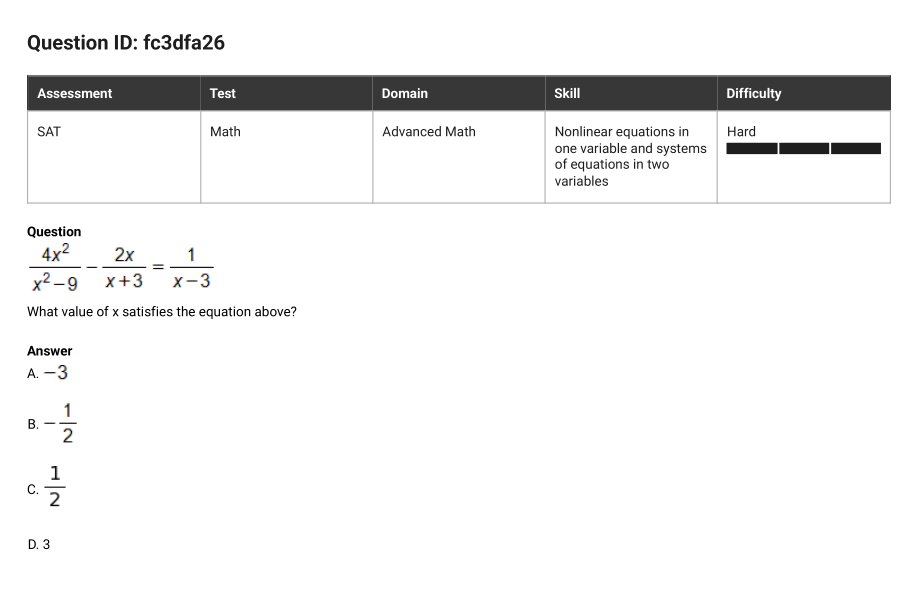 Question ID: fc3dfa26
Assessment Test Domain Skill Difficulty
SAT Math Advanced Math Nonlinear equations in one variable and systems of equations in two variables Hard
Question
4x²/(x²−9) − 2x/(x+3) = 1/(x−3)
What value of x satisfies the equation above?
Answer
A. −3
B. −1/2
C. 1/2
D. 3